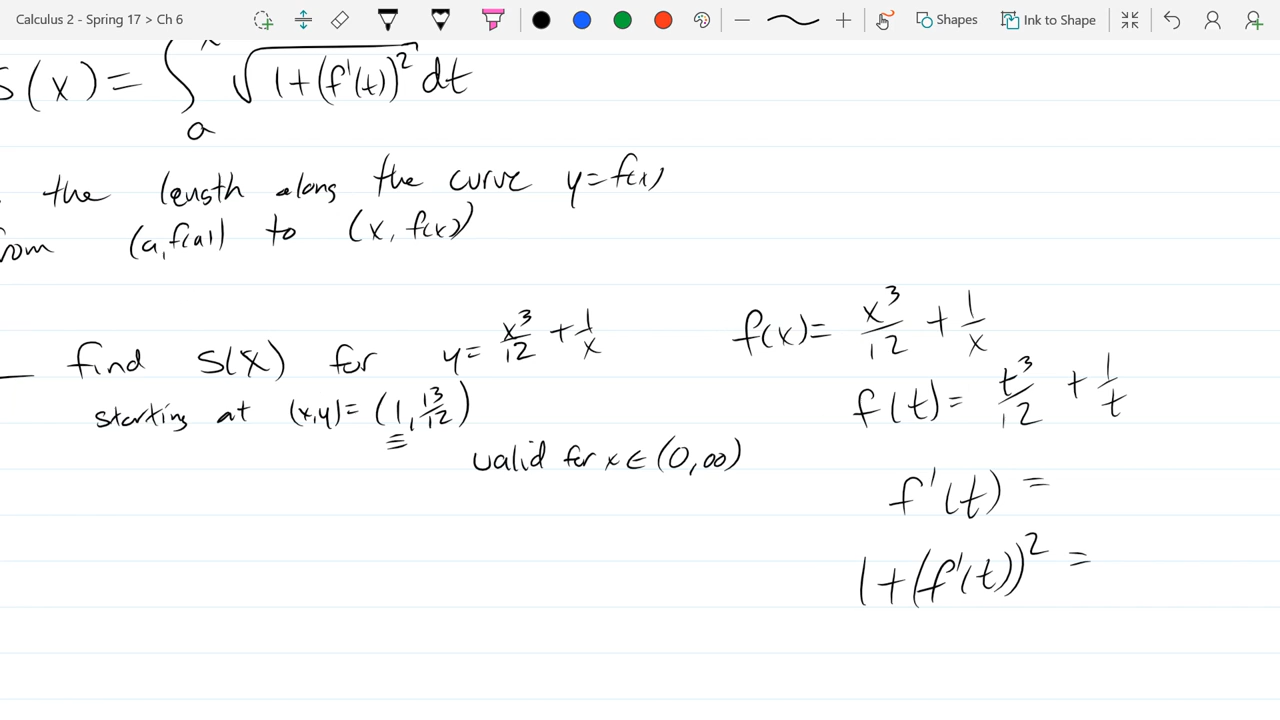 Calculus 2 - Spring 17 > Ch 6
Shapes
Ink to Shape
S(x) = ∫ₐˣ √(1+(f'(t))²) dt
the length along the curve y=f(x)
from (a,f(a)) to (x, f(x))
find S(x) for y= x³/12 + 1/x
starting at (x,y)= (1, 13/12)
valid for x ∈ (0,∞)
f(x)= x³/12 + 1/x
f(t)= t³/12 + 1/t
f'(t) =
1+(f'(t))² =